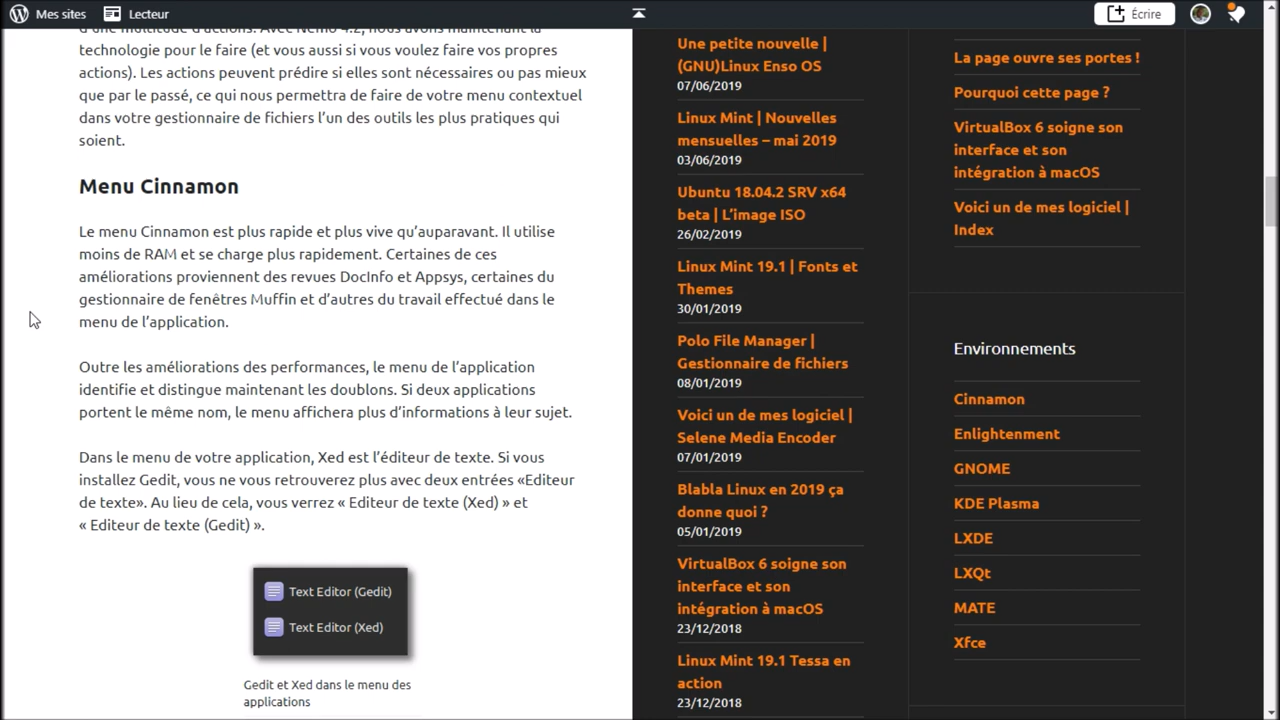 Mes sites
Lecteur
Écrire
d'une multitude d'actions. Avec Nemo 4.2, nous avons maintenant la
technologie pour le faire (et vous aussi si vous voulez faire vos propres
actions). Les actions peuvent prédire si elles sont nécessaires ou pas mieux
que par le passé, ce qui nous permettra de faire de votre menu contextuel
dans votre gestionnaire de fichiers l’un des outils les plus pratiques qui
soient.
Menu Cinnamon
Le menu Cinnamon est plus rapide et plus vive qu’auparavant. Il utilise
moins de RAM et se charge plus rapidement. Certaines de ces
améliorations proviennent des revues DocInfo et Appsys, certaines du
gestionnaire de fenêtres Muffin et d’autres du travail effectué dans le
menu de l’application.
Outre les améliorations des performances, le menu de l’application
identifie et distingue maintenant les doublons. Si deux applications
portent le même nom, le menu affichera plus d’informations à leur sujet.
Dans le menu de votre application, Xed est l’éditeur de texte. Si vous
installez Gedit, vous ne vous retrouverez plus avec deux entrées «Editeur
de texte». Au lieu de cela, vous verrez « Editeur de texte (Xed) » et
« Editeur de texte (Gedit) ».
Text Editor (Gedit)
Text Editor (Xed)
Gedit et Xed dans le menu des
applications
Une petite nouvelle |
(GNU)Linux Enso OS
07/06/2019
Linux Mint | Nouvelles
mensuelles – mai 2019
03/06/2019
Ubuntu 18.04.2 SRV x64
beta | L’image ISO
26/02/2019
Linux Mint 19.1 | Fonts et
Themes
30/01/2019
Polo File Manager |
Gestionnaire de fichiers
08/01/2019
Voici un de mes logiciel |
Selene Media Encoder
07/01/2019
Blabla Linux en 2019 ça
donne quoi ?
05/01/2019
VirtualBox 6 soigne son
interface et son
intégration à macOS
23/12/2018
Linux Mint 19.1 Tessa en
action
23/12/2018
La page ouvre ses portes !
Pourquoi cette page ?
VirtualBox 6 soigne son
interface et son
intégration à macOS
Voici un de mes logiciel |
Index
Environnements
Cinnamon
Enlightenment
GNOME
KDE Plasma
LXDE
LXQt
MATE
Xfce